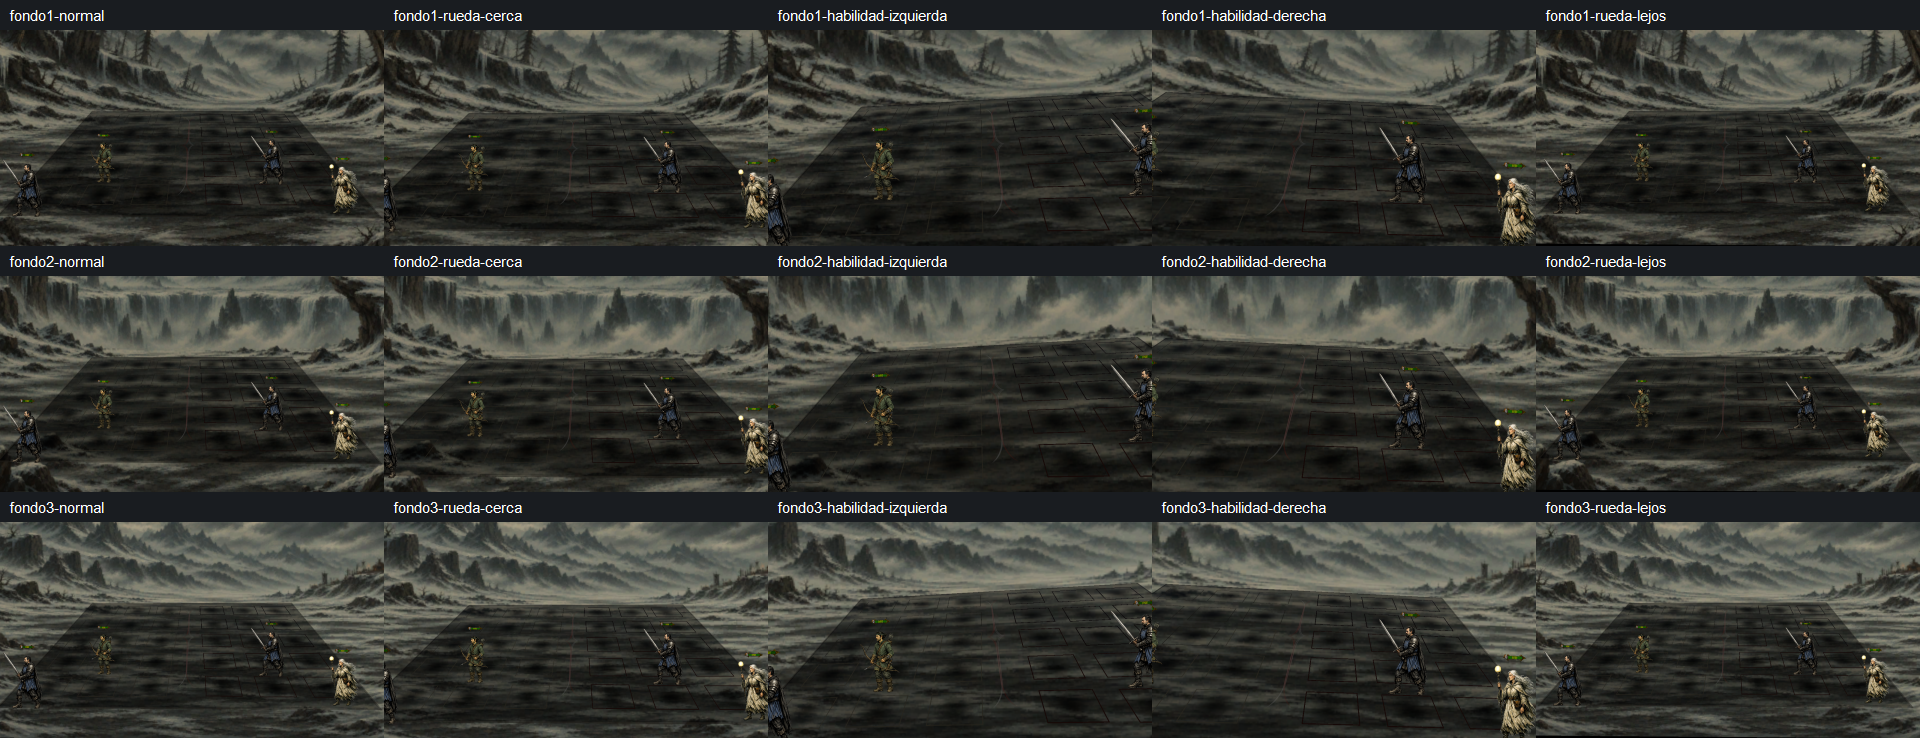 fondo1-normal
fondo1-rueda-cerca
fondo1-habilidad-izquierda
fondo1-habilidad-derecha
fondo1-rueda-lejos
fondo2-normal
fondo2-rueda-cerca
fondo2-habilidad-izquierda
fondo2-habilidad-derecha
fondo2-rueda-lejos
fondo3-normal
fondo3-rueda-cerca
fondo3-habilidad-izquierda
fondo3-habilidad-derecha
fondo3-rueda-lejos